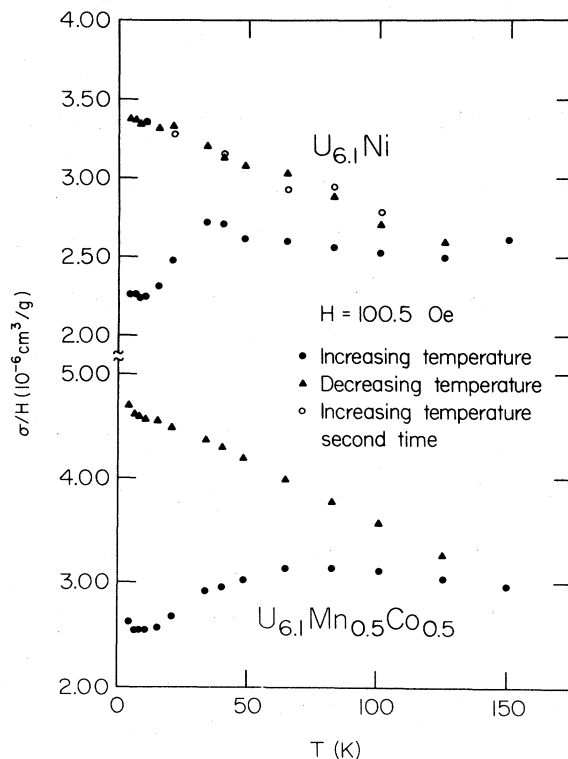 4.00
3.50
3.00
2.50
2.00
5.00
4.00
3.00
2.00
σ/H (10⁻⁶cm³/g)
U₆.₁Ni
H = 100.5 Oe
● Increasing temperature
▲ Decreasing temperature
○ Increasing temperature
second time
U₆.₁Mn₀.₅Co₀.₅
0 50 100 150
T (K)